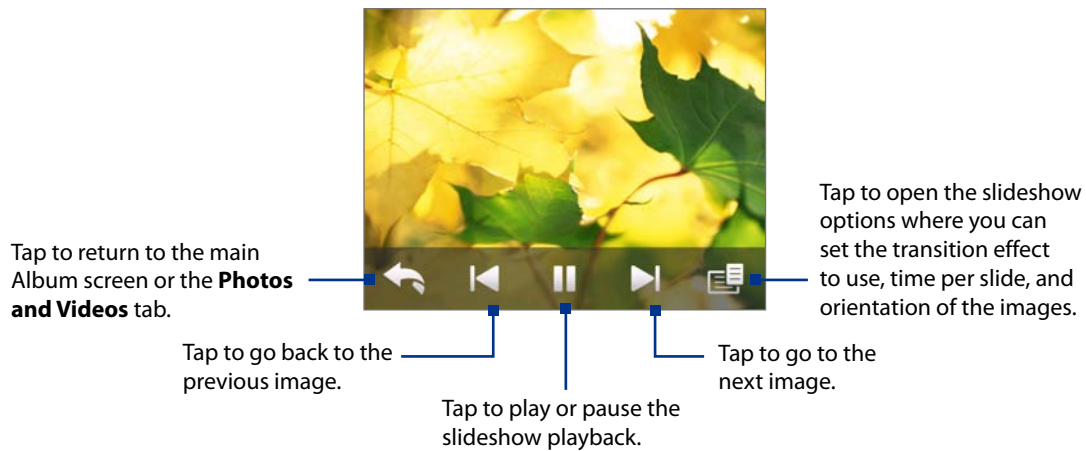 Tap to return to the main
Album screen or the Photos
and Videos tab.
Tap to go back to the
previous image.
Tap to play or pause the
slideshow playback.
Tap to go to the
next image.
Tap to open the slideshow
options where you can
set the transition effect
to use, time per slide, and
orientation of the images.